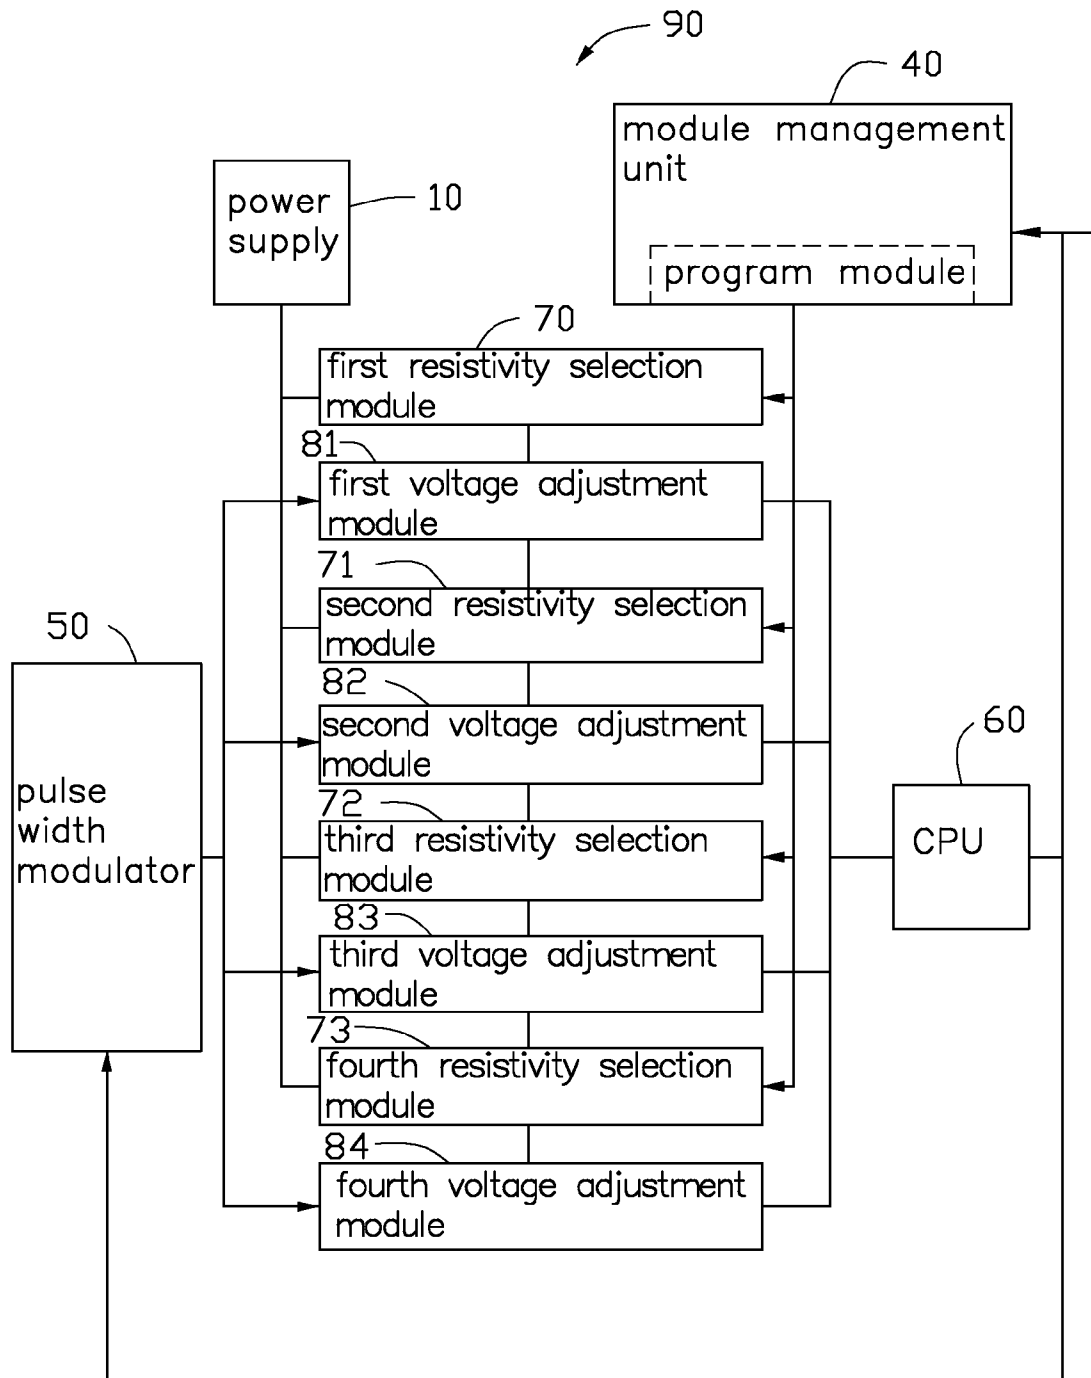 90
40
module management
unit
program module
10
power
supply
70
first resistivity selection
module
81
first voltage adjustment
module
71
second resistivity selection
module
50
pulse
width
modulator
82
second voltage adjustment
module
60
CPU
72
third resistivity selection
module
83
third voltage adjustment
module
73
fourth resistivity selection
module
84
fourth voltage adjustment
module